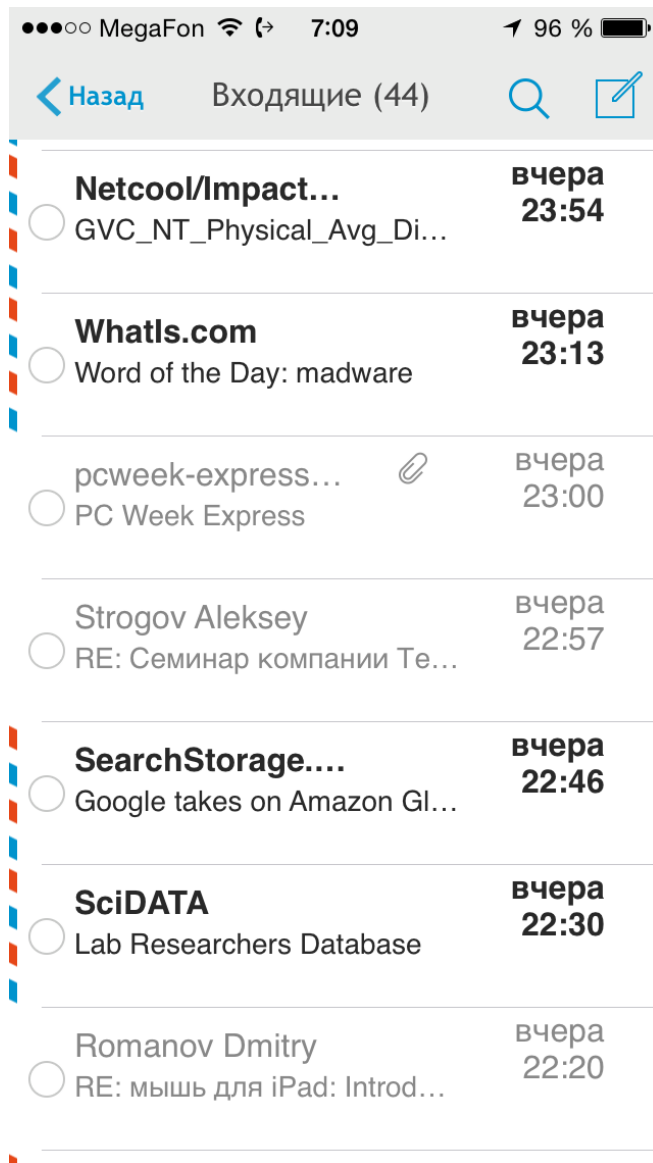 MegaFon 7:09 96 %
Назад Входящие (44)
Netcool/Impact… вчера
GVC_NT_Physical_Avg_Di… 23:54
WhatIs.com вчера
Word of the Day: madware 23:13
pcweek-express… вчера
PC Week Express 23:00
Strogov Aleksey вчера
RE: Семинар компании Te… 22:57
SearchStorage.… вчера
Google takes on Amazon Gl… 22:46
SciDATA вчера
Lab Researchers Database 22:30
Romanov Dmitry вчера
RE: мышь для iPad: Introd… 22:20